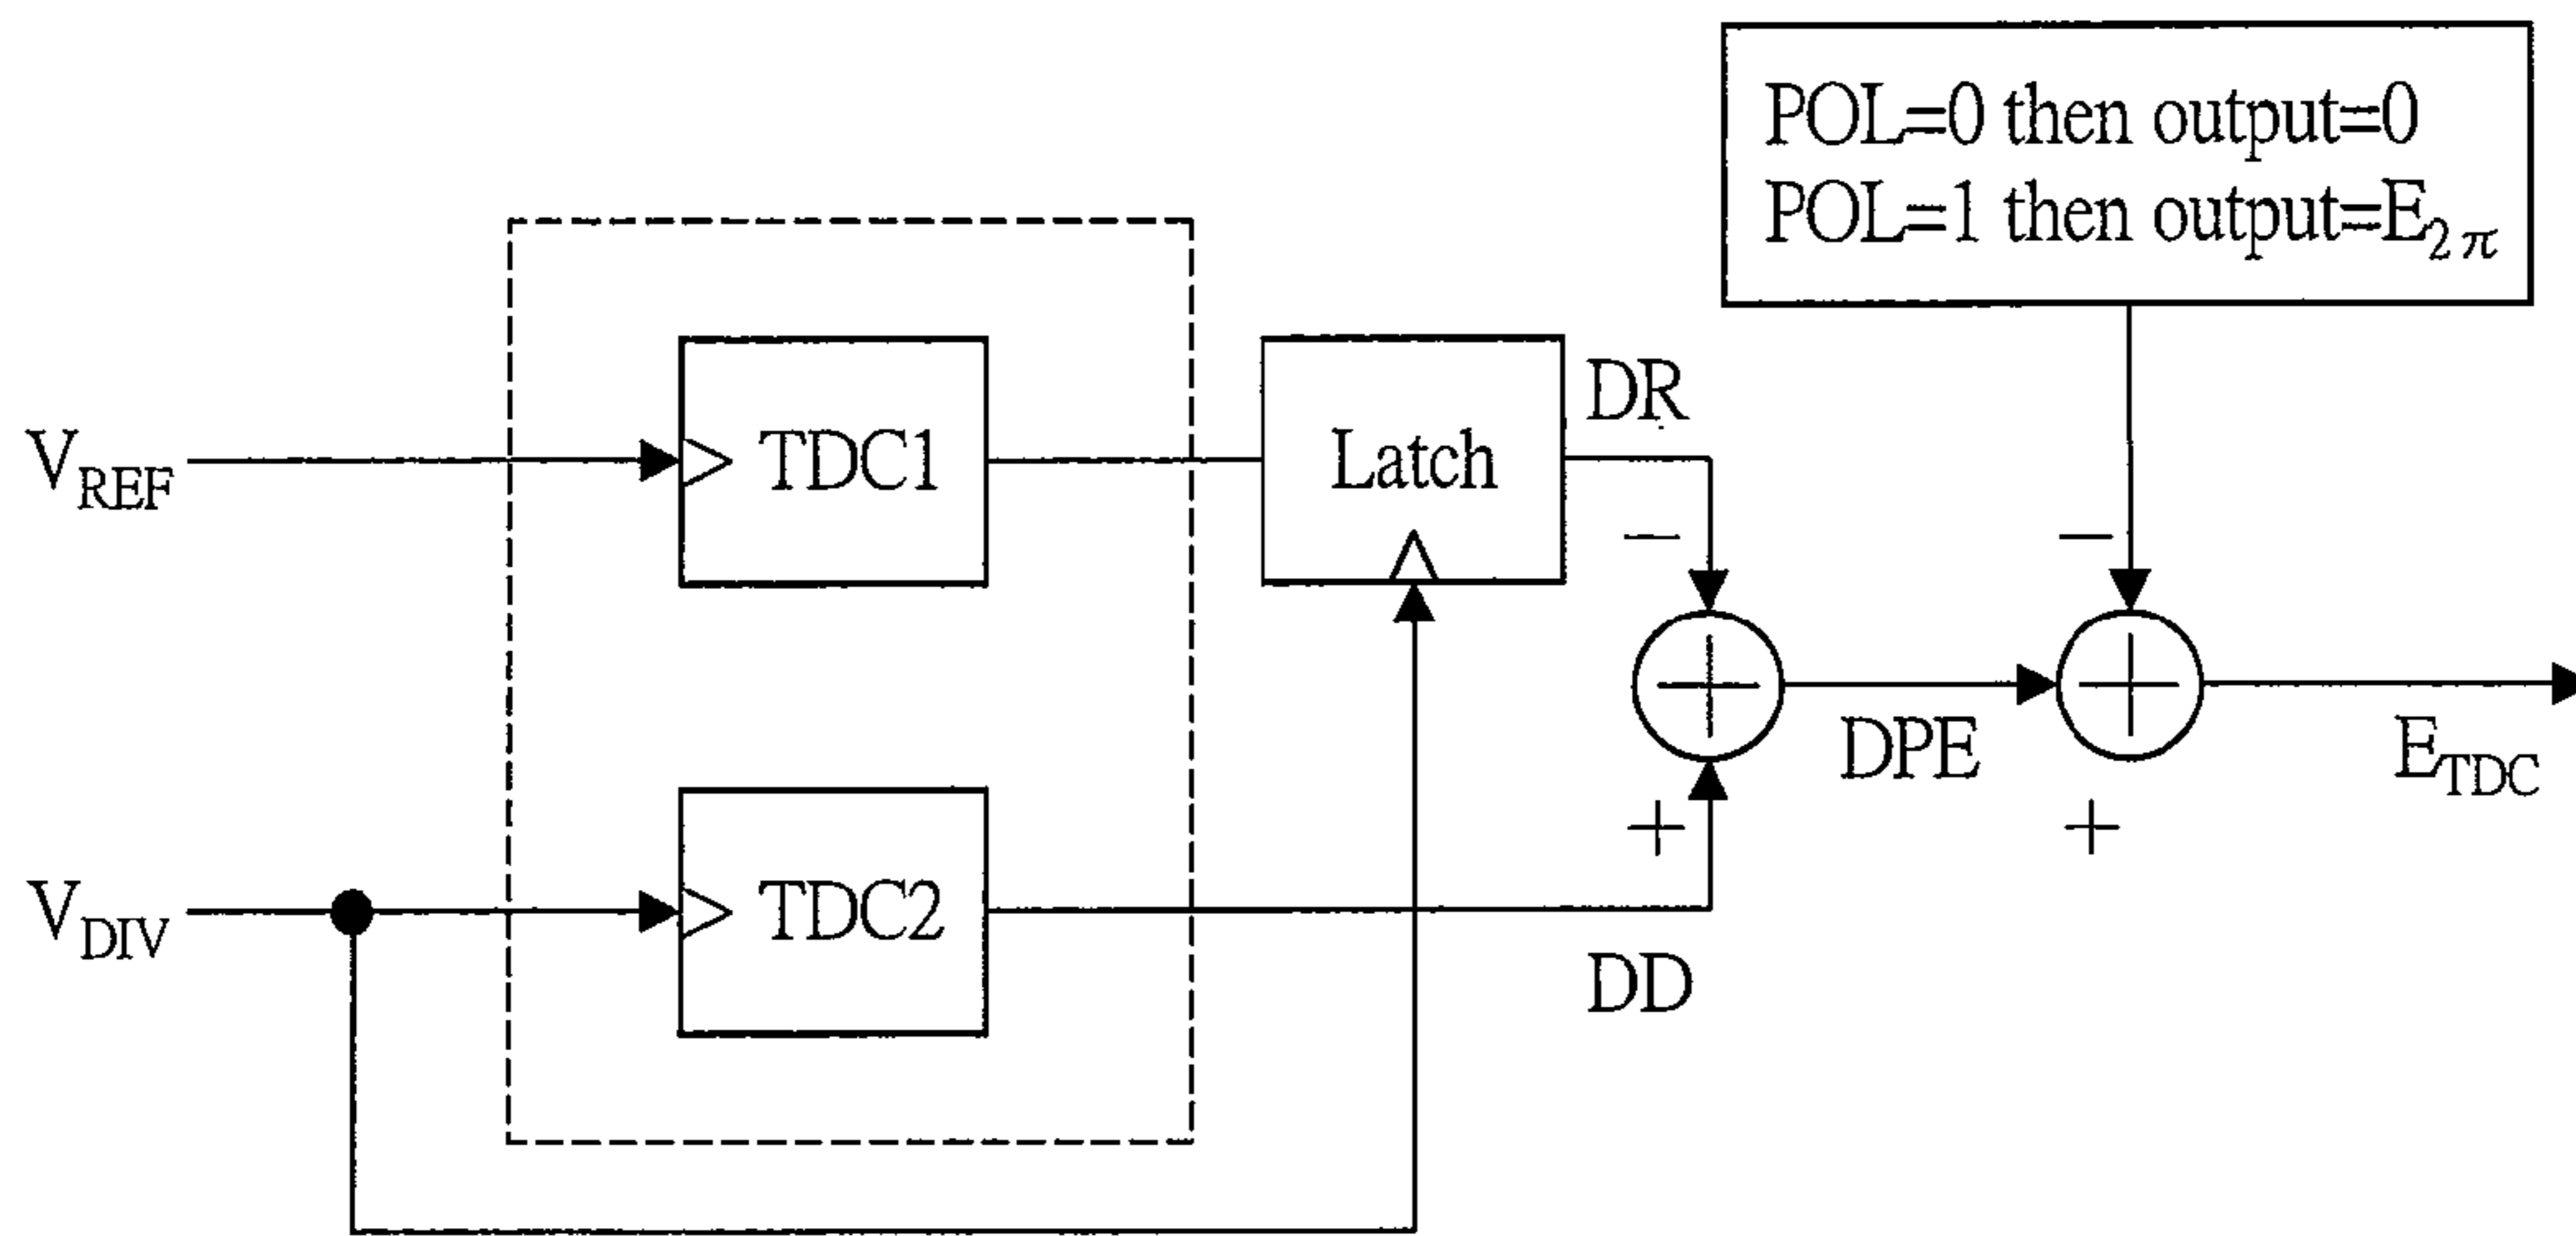 POL=0 then output=0
POL=1 then output=E2π
DR
VREF
TDC1
Latch
−
−
DPE
ETDC
+
+
VDIV
TDC2
DD